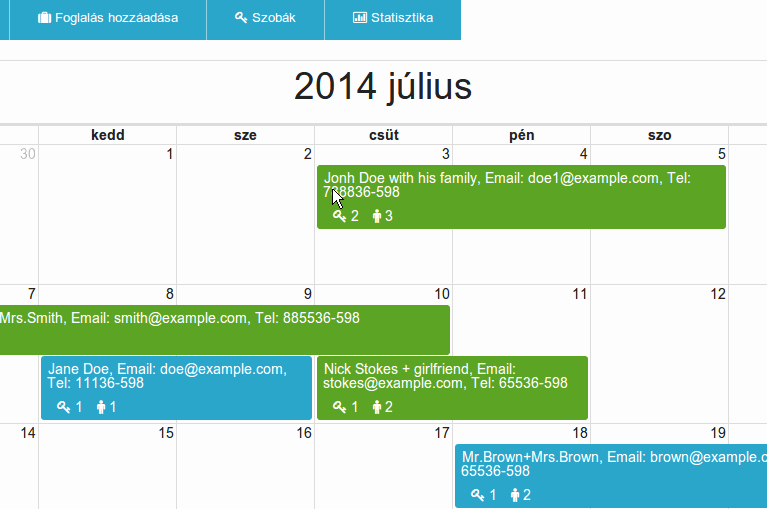 Foglalás hozzáadása Szobák Statisztika
2014 július
kedd sze csüt pén szo
30 1 2 3 4 5
Jonh Doe with his family, Email: doe1@example.com, Tel:
738836-598
2 3
7 8 9 10 11 12
Mrs.Smith, Email: smith@example.com, Tel: 885536-598
Jane Doe, Email: doe@example.com,
Tel: 11136-598
1 1
Nick Stokes + girlfriend, Email:
stokes@example.com, Tel: 65536-598
1 2
14 15 16 17 18 19
Mr.Brown+Mrs.Brown, Email: brown@example.c
65536-598
1 2